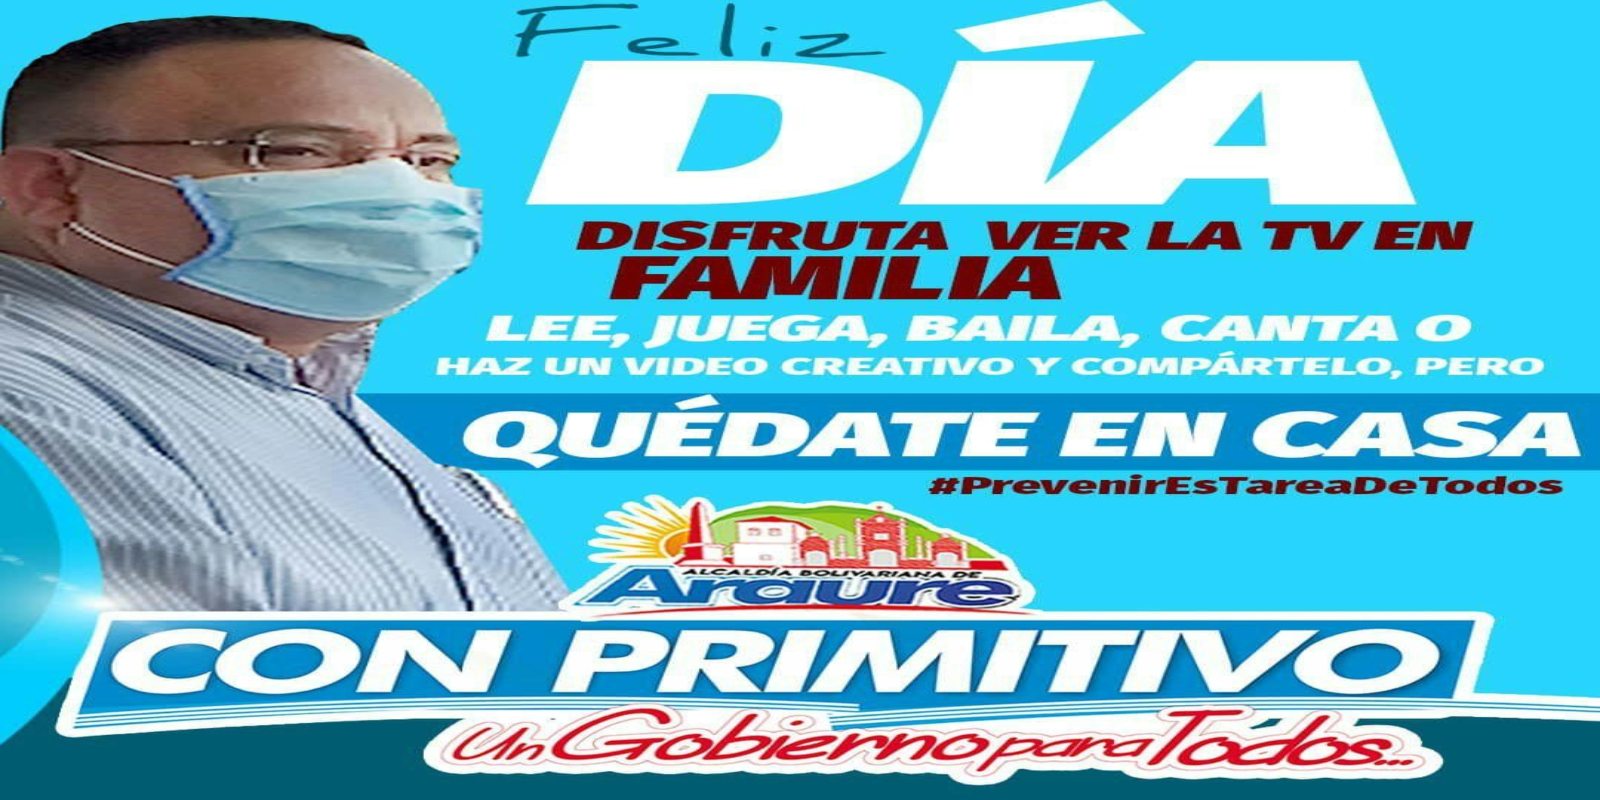 Feliz
DÍA
DISFRUTA VER LA TV EN
FAMILIA
LEE, JUEGA, BAILA, CANTA O
HAZ UN VIDEO CREATIVO Y COMPÁRTELO, PERO
QUÉDATE EN CASA
#PrevenirEsTareaDeTodos
ALCALDÍA BOLIVARIANA DE
Araure
CON PRIMITIVO
Un Gobierno para Todos...